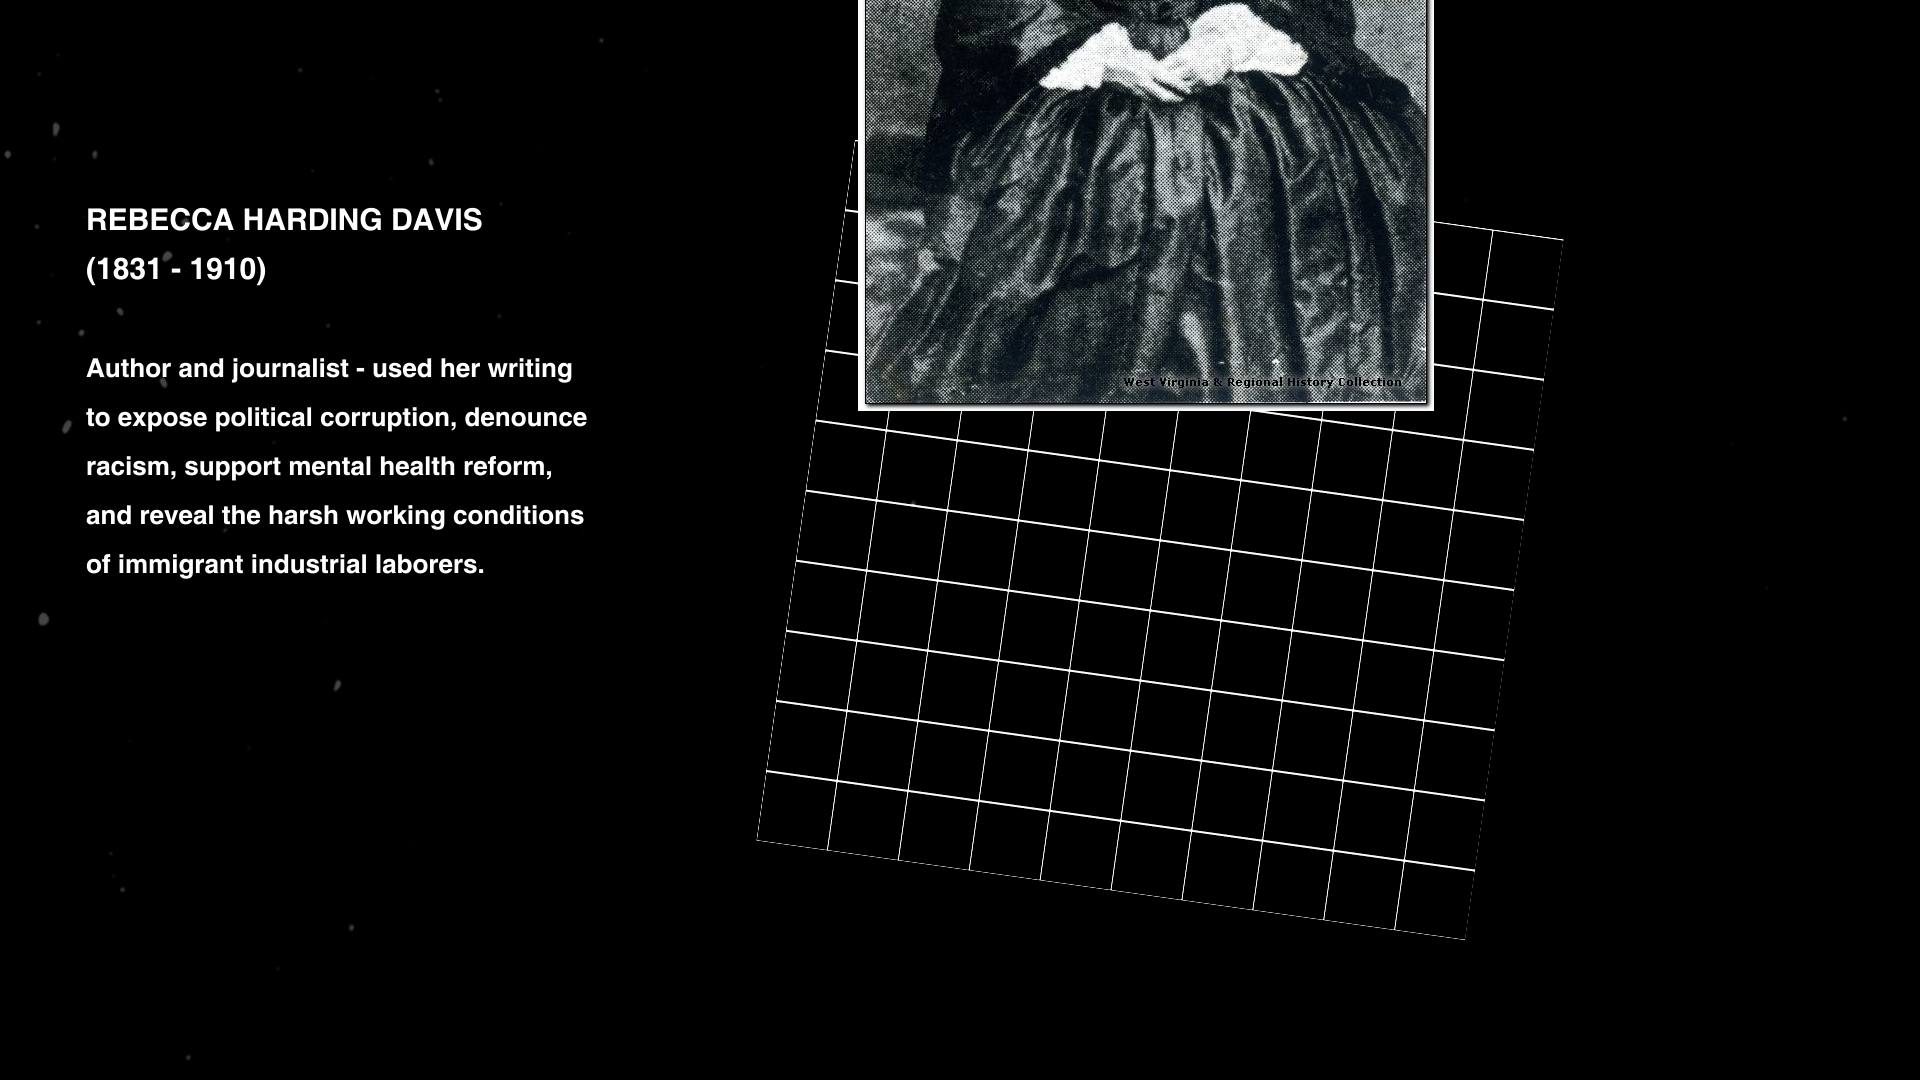 REBECCA HARDING DAVIS
(1831 - 1910)
Author and journalist - used her writing
to expose political corruption, denounce
racism, support mental health reform,
and reveal the harsh working conditions
of immigrant industrial laborers.
West Virginia & Regional History Collection